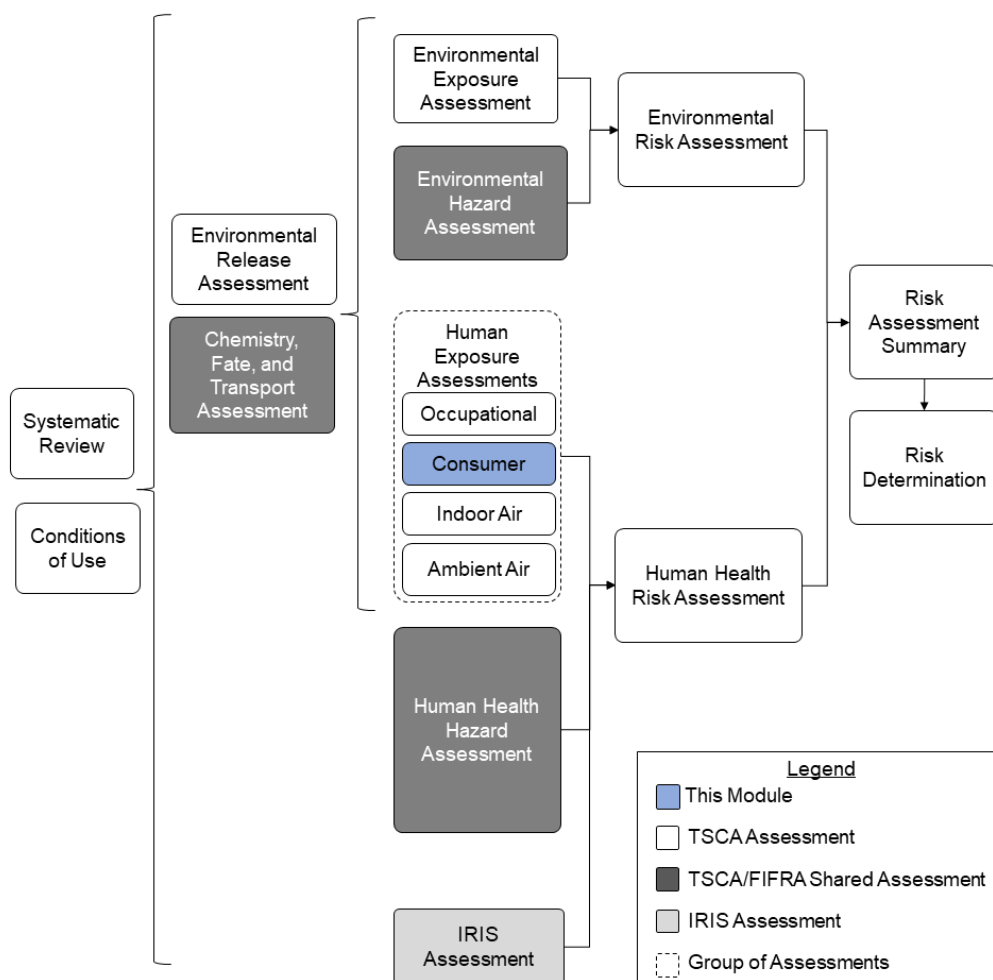 Systematic
Review
Conditions
of Use
Environmental
Release
Assessment
Chemistry,
Fate, and
Transport
Assessment
Environmental
Exposure
Assessment
Environmental
Hazard
Assessment
Human
Exposure
Assessments
Occupational
Consumer
Indoor Air
Ambient Air
Human Health
Hazard
Assessment
IRIS
Assessment
Environmental
Risk Assessment
Human Health
Risk Assessment
Risk
Assessment
Summary
Risk
Determination
Legend
This Module
TSCA Assessment
TSCA/FIFRA Shared Assessment
IRIS Assessment
Group of Assessments